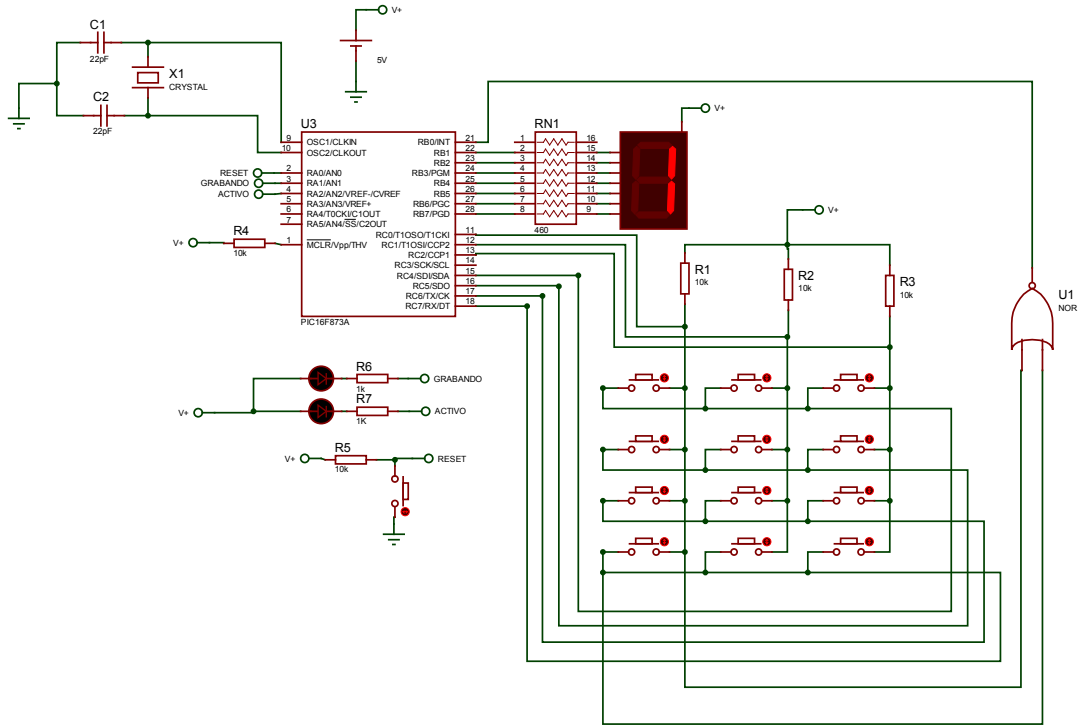 C1
22pF
X1
CRYSTAL
C2
22pF
V+
5V
U3
9 OSC1/CLKIN
10 OSC2/CLKOUT
RESET 2 RA0/AN0
GRABANDO 3 RA1/AN1
ACTIVO 4 RA2/AN2/VREF-/CVREF
5 RA3/AN3/VREF+
6 RA4/T0CKI/C1OUT
7 RA5/AN4/SS/C2OUT
V+ R4 1 MCLR/Vpp/THV
10k
RB0/INT 21
RB1 22
RB2 23
RB3/PGM 24
RB4 25
RB5 26
RB6/PGC 27
RB7/PGD 28
RC0/T1OSO/T1CKI 11
RC1/T1OSI/CCP2 12
RC2/CCP1 13
RC3/SCK/SCL 14
RC4/SDI/SDA 15
RC5/SDO 16
RC6/TX/CK 17
RC7/RX/DT 18
PIC16F873A
RN1
1 16
2 15
3 14
4 13
5 12
6 11
7 10
8 9
460
V+
V+
R1
10k
R2
10k
R3
10k
U1
NOR
R6
1k
GRABANDO
V+
R7
1K
ACTIVO
V+
R5
10k
RESET